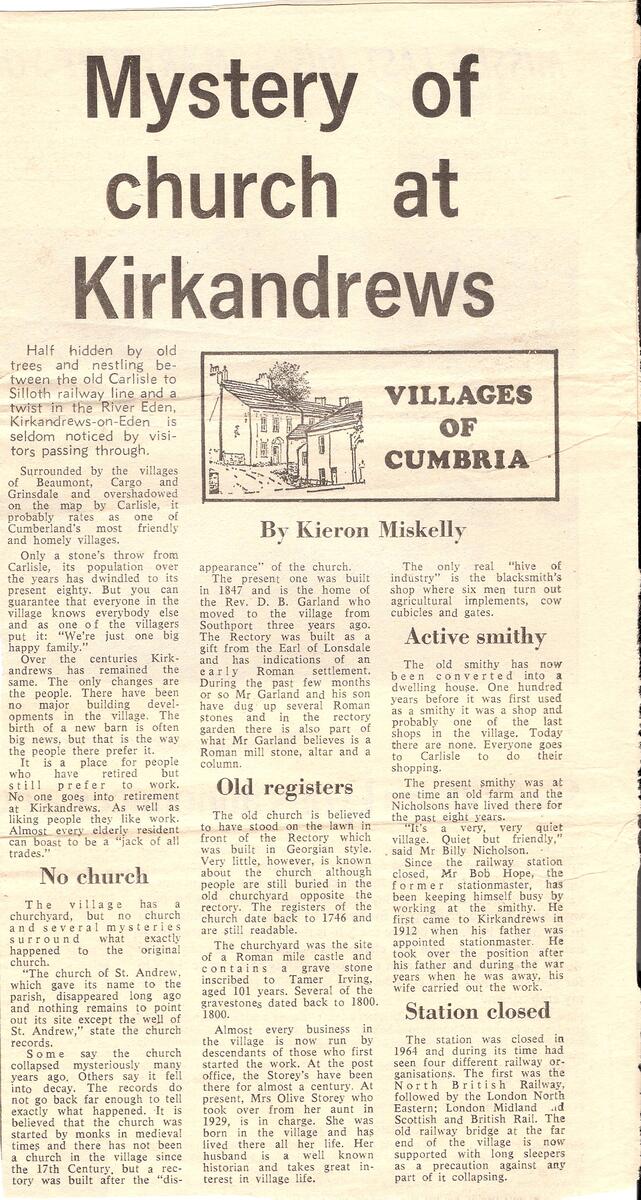 Mystery of
church at
Kirkandrews
Half hidden by old
trees and nestling be-
tween the old Carlisle to
Silloth railway line and a
twist in the River Eden,
Kirkandrews-on-Eden is
seldom noticed by visi-
tors passing through.
Surrounded by the villages
of Beaumont, Cargo and
Grinsdale and overshadowed
on the map by Carlisle, it
probably rates as one of
Cumberland's most friendly
and homely villages.
Only a stone's throw from
Carlisle, its population over
the years has dwindled to its
present eighty. But you can
guarantee that everyone in the
village knows everybody else
and as one of the villagers
put it: "We're just one big
happy family."
Over the centuries Kirk-
andrews has remained the
same. The only changes are
the people. There have been
no major building devel-
opments in the village. The
birth of a new barn is often
big news, but that is the way
the people there prefer it.
It is a place for people
who have retired but
still prefer to work.
No one goes into retirement
at Kirkandrews. As well as
liking people they like work.
Almost every elderly resident
can boast to be a "jack of all
trades."
No church
The village has a
churchyard, but no church
and several mysteries
surround what exactly
happened to the original
church.
"The church of St. Andrew,
which gave its name to the
parish, disappeared long ago
and nothing remains to point
out its site except the well of
St. Andrew," state the church
records.
Some say the church
collapsed mysteriously many
years ago. Others say it fell
into decay. The records do
not go back far enough to tell
exactly what happened. It is
believed that the church was
started by monks in medieval
times and there has not been
a church in the village since
the 17th Century, but a rec-
tory was built after the "dis-
VILLAGES
OF
CUMBRIA
By Kieron Miskelly
appearance" of the church.
The present one was built
in 1847 and is the home of
the Rev. D. B. Garland who
moved to the village from
Southport three years ago.
The Rectory was built as a
gift from the Earl of Lonsdale
and has indications of an
early Roman settlement.
During the past few months
or so Mr Garland and his son
have dug up several Roman
stones and in the rectory
garden there is also part of
what Mr Garland believes is a
Roman mill stone, altar and a
column.
Old registers
The old church is believed
to have stood on the lawn in
front of the Rectory which
was built in Georgian style.
Very little, however, is known
about the church although
people are still buried in the
old churchyard opposite the
rectory. The registers of the
church date back to 1746 and
are still readable.
The churchyard was the site
of a Roman mile castle and
contains a grave stone
inscribed to Tamer Irving,
aged 101 years. Several of the
gravestones dated back to 1800.
1800.
Almost every business in
the village is now run by
descendants of those who first
started the work. At the post
office, the Storey's have been
there for almost a century. At
present, Mrs Olive Storey who
took over from her aunt in
1929, is in charge. She was
born in the village and has
lived there all her life. Her
husband is a well known
historian and takes great in-
terest in village life.
The only real "hive of
industry" is the blacksmith's
shop where six men turn out
agricultural implements, cow
cubicles and gates.
Active smithy
The old smithy has now
been converted into a
dwelling house. One hundred
years before it was first used
as a smithy it was a shop and
probably one of the last
shops in the village. Today
there are none. Everyone goes
to Carlisle to do their
shopping.
The present smithy was at
one time an old farm and the
Nicholsons have lived there for
the past eight years.
"It's a very, very quiet
village. Quiet but friendly,"
said Mr Billy Nicholson.
Since the railway station
closed, Mr Bob Hope, the
former stationmaster, has
been keeping himself busy by
working at the smithy. He
first came to Kirkandrews in
1912 when his father was
appointed stationmaster. He
took over the position after
his father and during the war
years when he was away, his
wife carried out the work.
Station closed
The station was closed in
1964 and during its time had
seen four different railway or-
ganisations. The first was the
North British Railway,
followed by the London North
Eastern; London Midland
Scottish and British Rail. The
old railway bridge at the far
end of the village is now
supported with long sleepers
as a precaution against any
part of it collapsing.